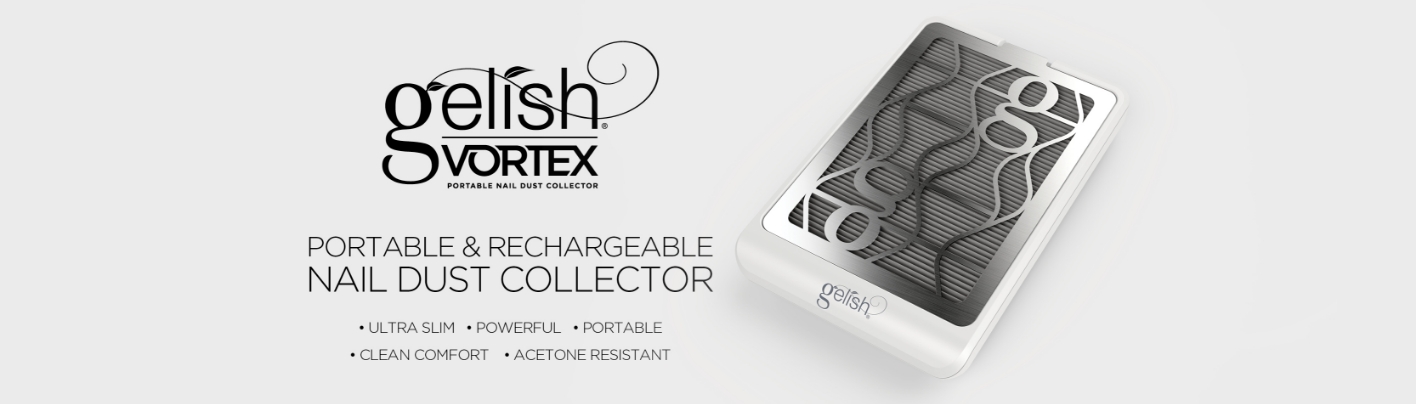 gelish®
VORTEX
PORTABLE NAIL DUST COLLECTOR
PORTABLE & RECHARGEABLE
NAIL DUST COLLECTOR
• ULTRA SLIM • POWERFUL • PORTABLE
• CLEAN COMFORT • ACETONE RESISTANT
g
g
g
g
gelish®